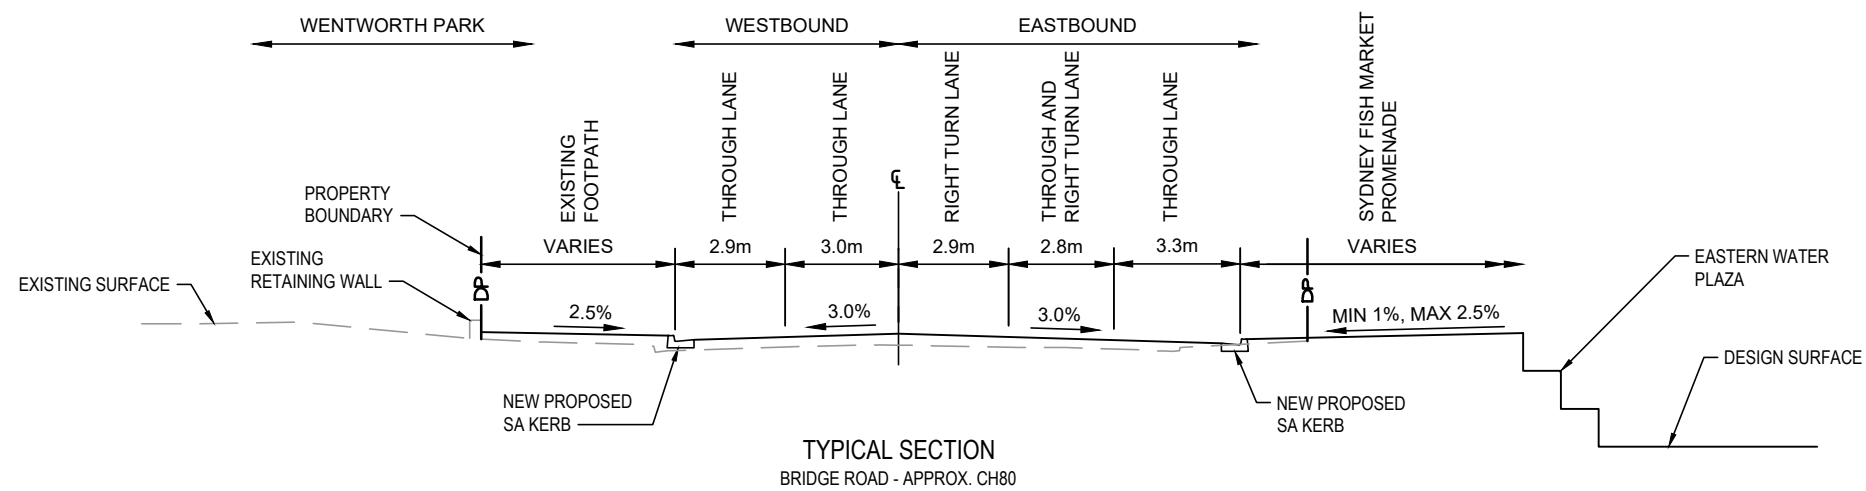 WENTWORTH PARK
WESTBOUND
EASTBOUND
EXISTING
FOOTPATH
THROUGH LANE
THROUGH LANE
RIGHT TURN LANE
THROUGH AND
RIGHT TURN LANE
THROUGH LANE
SYDNEY FISH MARKET
PROMENADE
CL
PROPERTY
BOUNDARY
VARIES
2.9m
3.0m
2.9m
2.8m
3.3m
VARIES
EXISTING
RETAINING WALL
EXISTING SURFACE
DP
DP
EASTERN WATER
PLAZA
2.5%
3.0%
3.0%
MIN 1%, MAX 2.5%
DESIGN SURFACE
NEW PROPOSED
SA KERB
NEW PROPOSED
SA KERB
TYPICAL SECTION
BRIDGE ROAD - APPROX. CH80